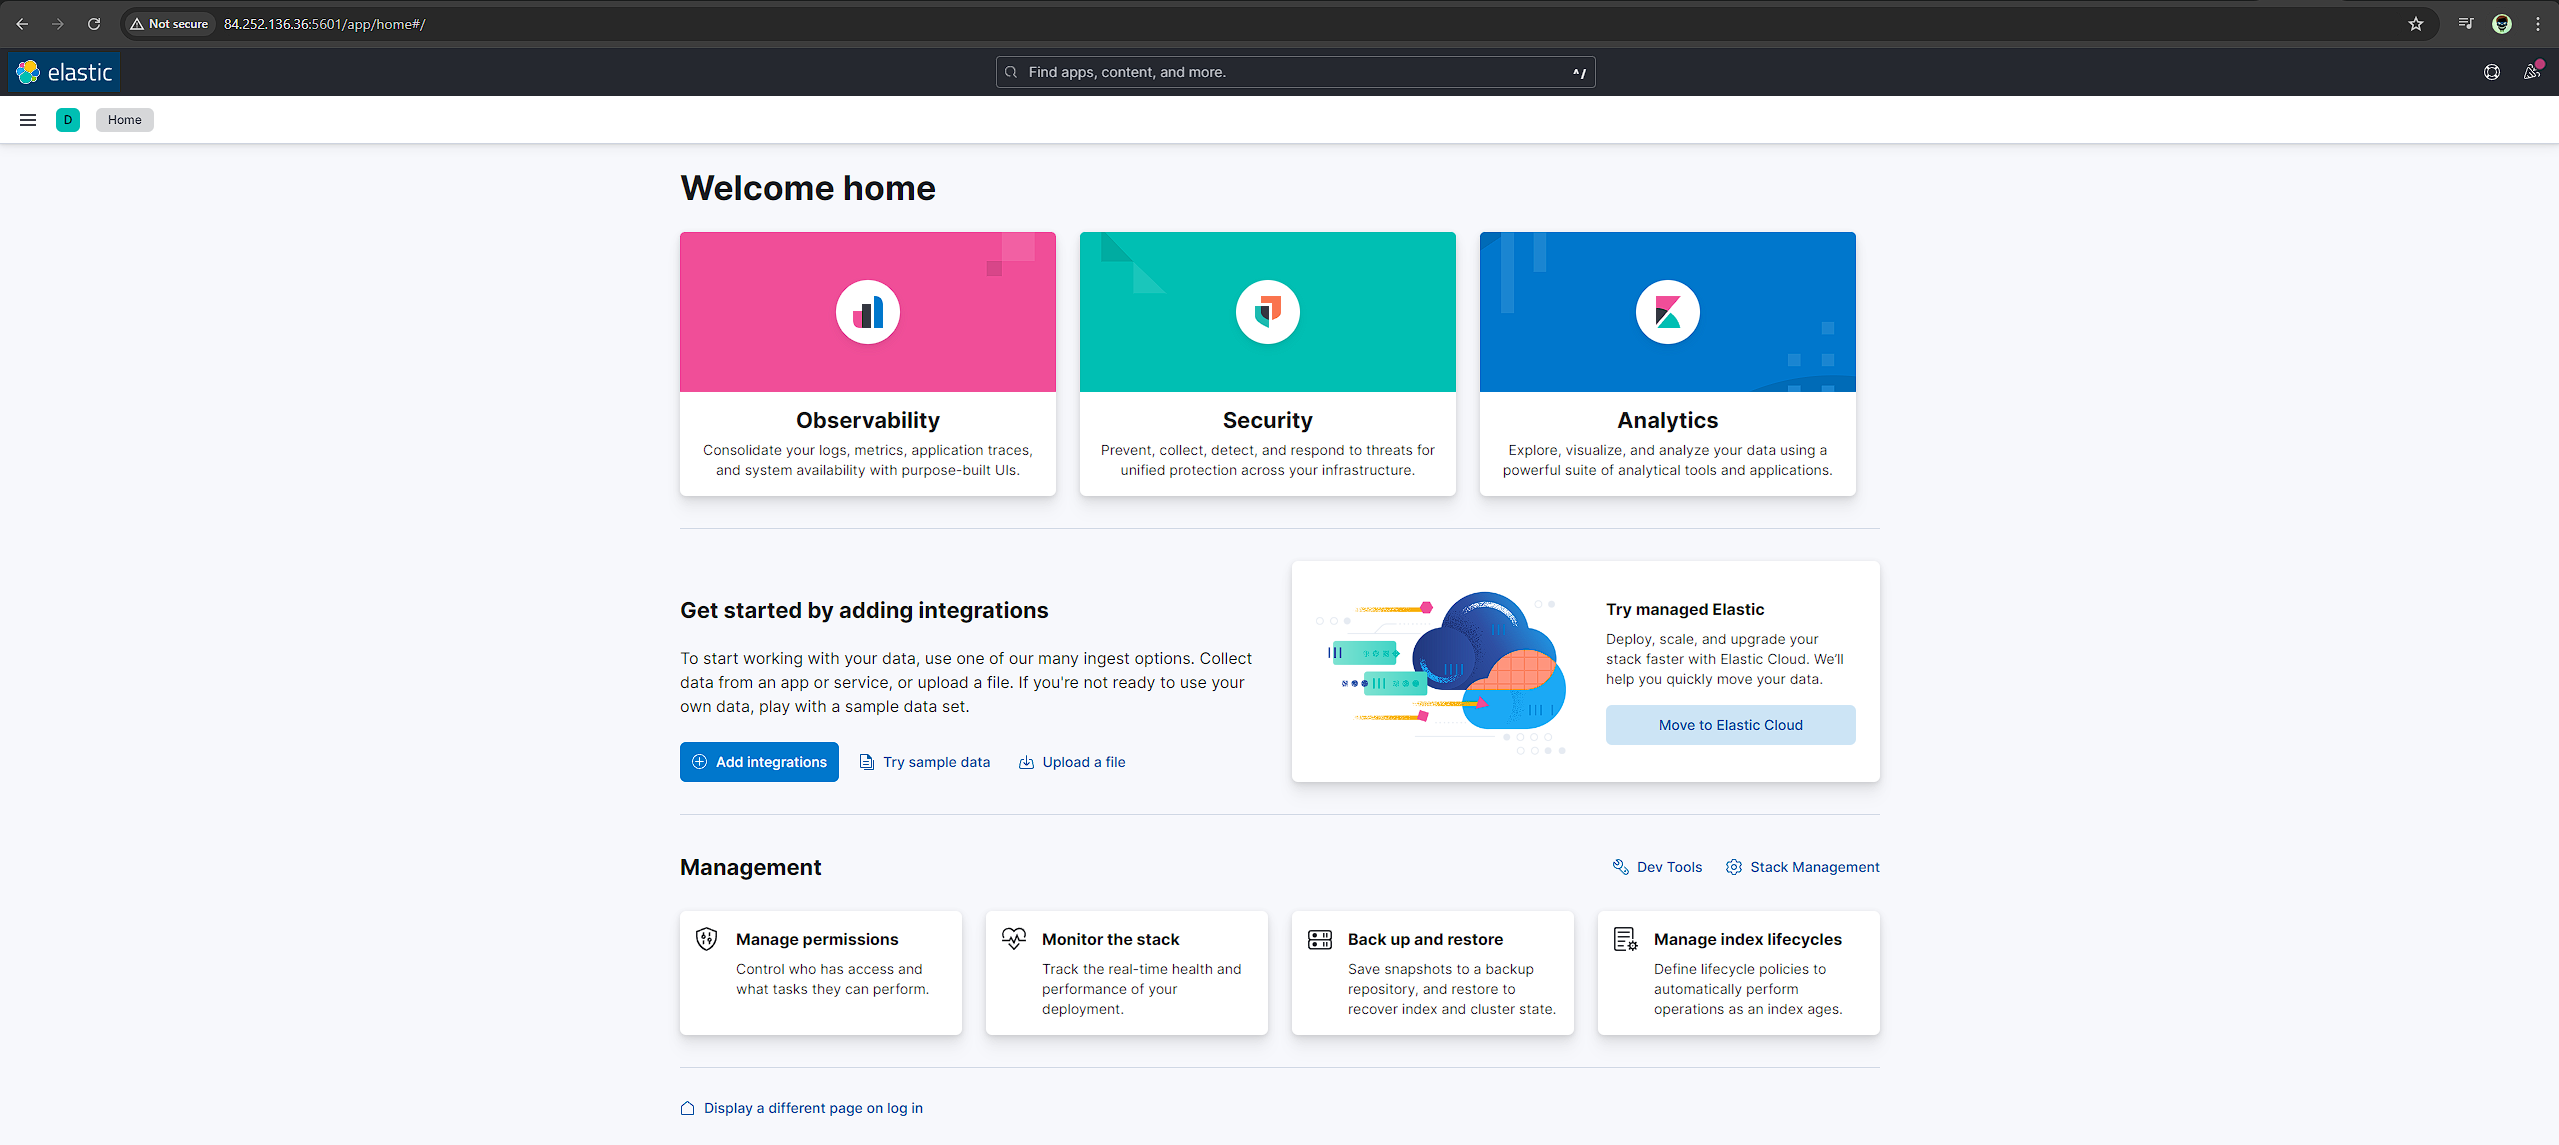 Not secure 84.252.136.36:5601/app/home#/
elastic
Find apps, content, and more.
^/
D
Home
Welcome home
Observability
Consolidate your logs, metrics, application traces,
and system availability with purpose-built UIs.
Security
Prevent, collect, detect, and respond to threats for
unified protection across your infrastructure.
Analytics
Explore, visualize, and analyze your data using a
powerful suite of analytical tools and applications.
Get started by adding integrations
To start working with your data, use one of our many ingest options. Collect
data from an app or service, or upload a file. If you're not ready to use your
own data, play with a sample data set.
Add integrations
Try sample data
Upload a file
Try managed Elastic
Deploy, scale, and upgrade your
stack faster with Elastic Cloud. We’ll
help you quickly move your data.
Move to Elastic Cloud
Management
Dev Tools
Stack Management
Manage permissions
Control who has access and
what tasks they can perform.
Monitor the stack
Track the real-time health and
performance of your
deployment.
Back up and restore
Save snapshots to a backup
repository, and restore to
recover index and cluster state.
Manage index lifecycles
Define lifecycle policies to
automatically perform
operations as an index ages.
Display a different page on log in